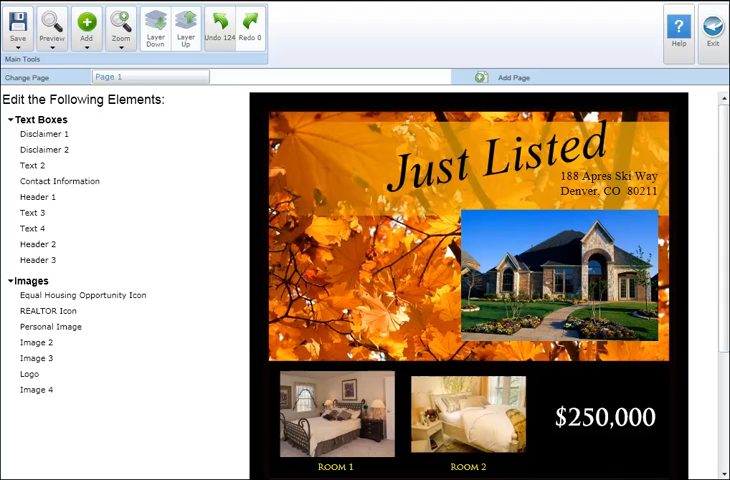 Save
Preview
Add
Zoom
Layer Down
Layer Up
Undo 124
Redo 0
Help
Exit
Main Tools
Change Page
Page 1
Add Page
Edit the Following Elements:
Text Boxes
Disclaimer 1
Disclaimer 2
Text 2
Contact Information
Header 1
Text 3
Text 4
Header 2
Header 3
Images
Equal Housing Opportunity Icon
REALTOR Icon
Personal Image
Image 2
Image 3
Logo
Image 4
Just Listed
188 Apres Ski Way
Denver, CO 80211
$250,000
Room 1
Room 2